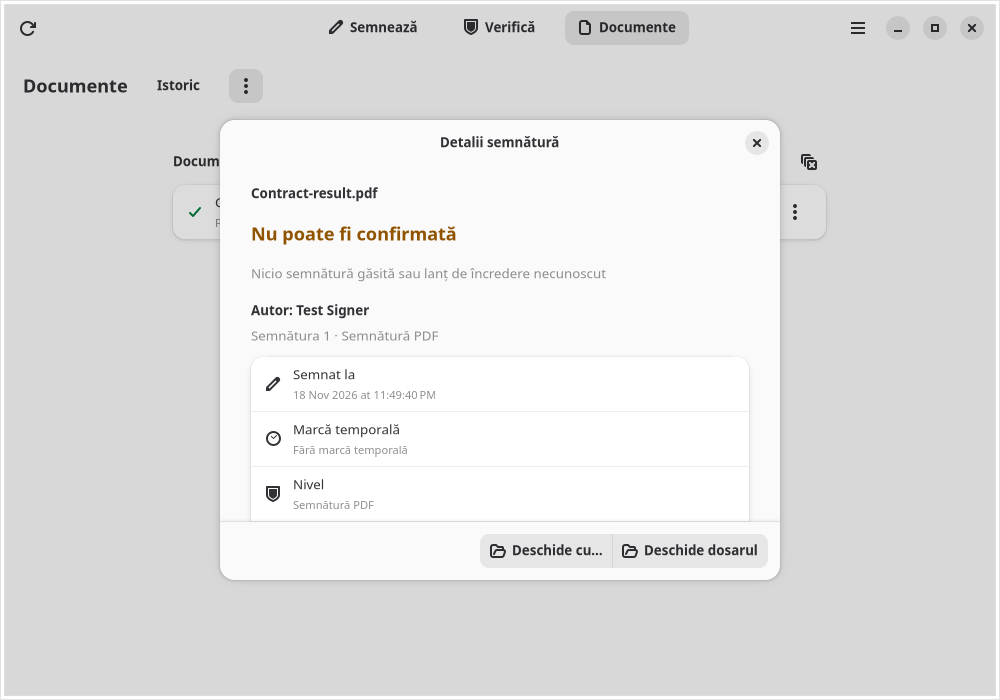 Semnează
Verifică
Documente
Documente
Istoric
Docum
Detalii semnătură
Contract-result.pdf
Nu poate fi confirmată
Nicio semnătură găsită sau lanț de încredere necunoscut
Autor: Test Signer
Semnătura 1 · Semnătură PDF
Semnat la
18 Nov 2026 at 11:49:40 PM
Marcă temporală
Fără marcă temporală
Nivel
Semnătură PDF
Deschide cu...
Deschide dosarul